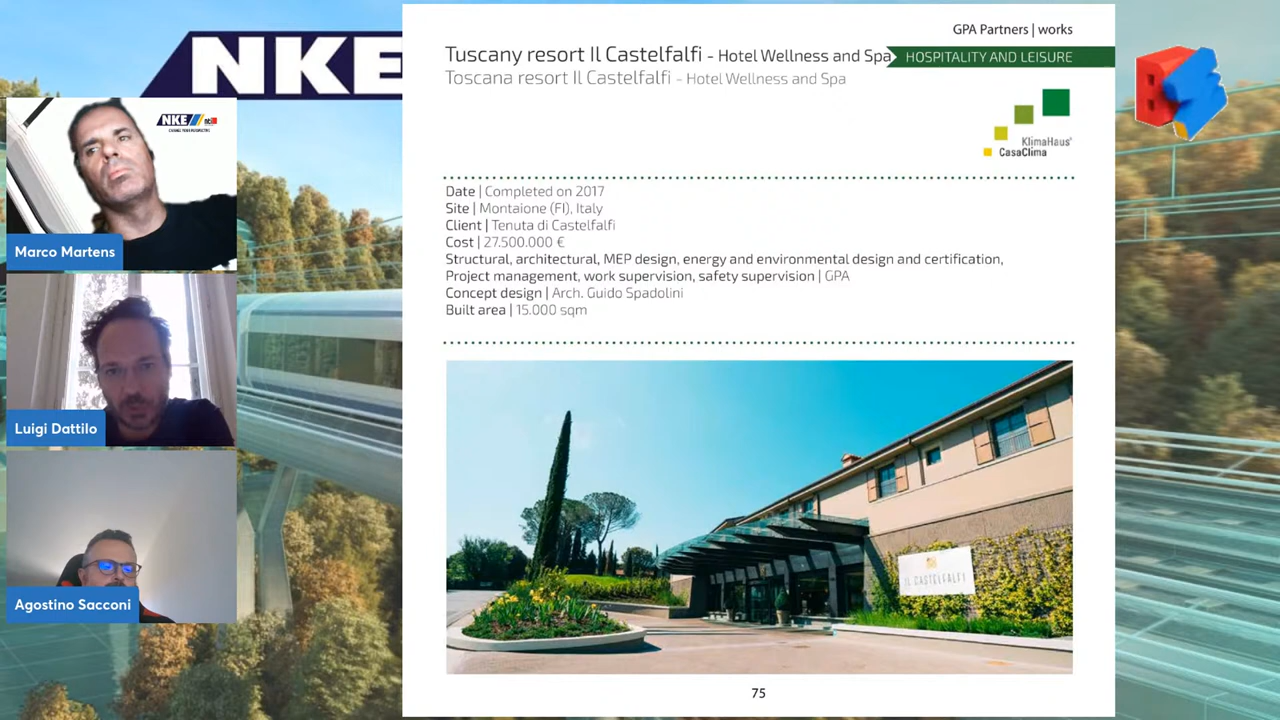 NKE
NKE
CHANGE YOUR PERSPECTIVE
Marco Martens
Luigi Dattilo
Agostino Sacconi
GPA Partners | works
Tuscany resort Il Castelfalfi - Hotel Wellness and Spa
HOSPITALITY AND LEISURE
Toscana resort Il Castelfalfi - Hotel Wellness and Spa
KlimaHaus®
CasaClima
Date | Completed on 2017
Site | Montaione (FI), Italy
Client | Tenuta di Castelfalfi
Cost | 27.500.000 €
Structural, architectural, MEP design, energy and environmental design and certification,
Project management, work supervision, safety supervision | GPA
Concept design | Arch. Guido Spadolini
Built area | 15.000 sqm
IL CASTELFALFI
75